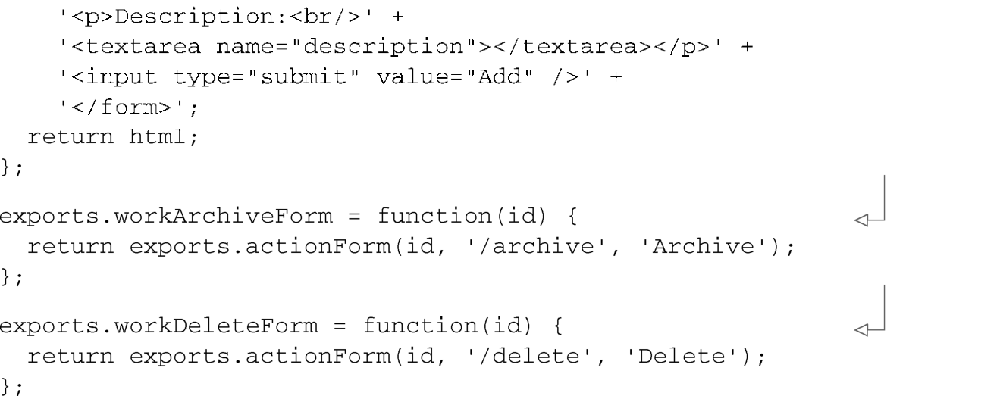 '<p>Description:<br/>' +
    '<textarea name="description"></textarea></p>' +
    '<input type="submit" value="Add" />' +
    '</form>';
  return html;
};
exports.workArchiveForm = function(id) {
  return exports.actionForm(id, '/archive', 'Archive');
};
exports.workDeleteForm = function(id) {
  return exports.actionForm(id, '/delete', 'Delete');
};